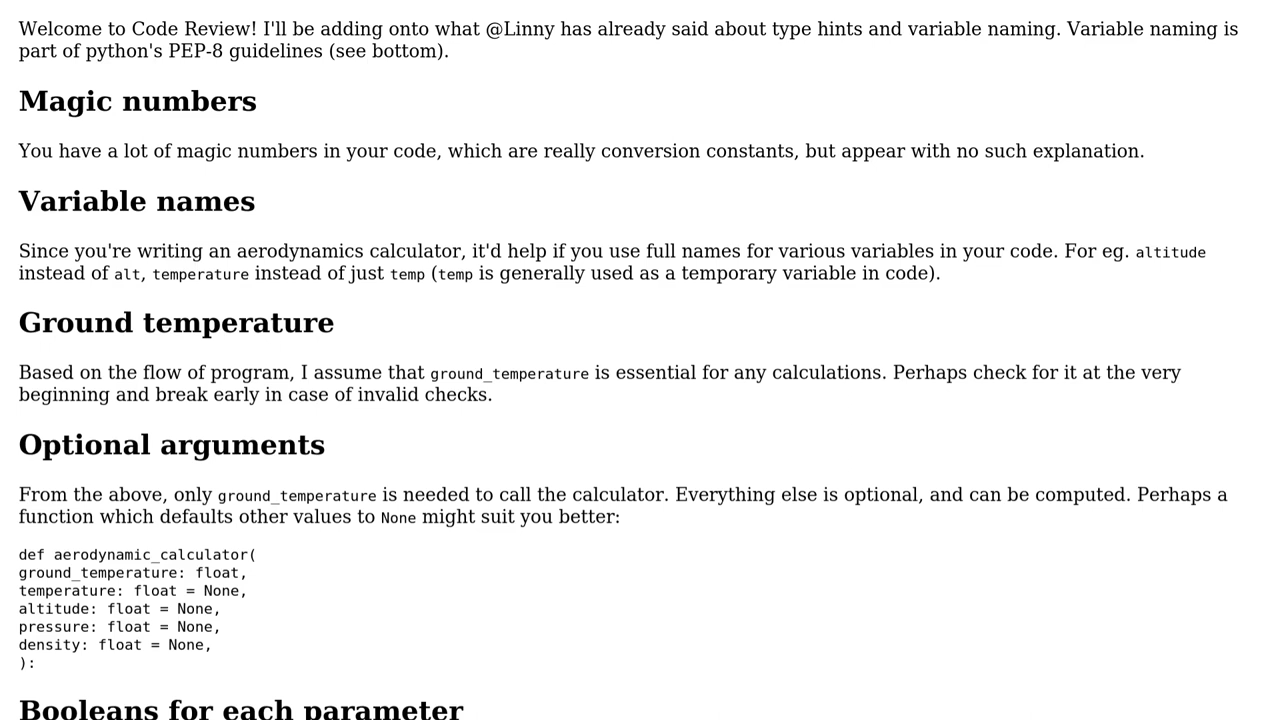 Welcome to Code Review! I'll be adding onto what @Linny has already said about type hints and variable naming. Variable naming is
part of python's PEP-8 guidelines (see bottom).
Magic numbers
You have a lot of magic numbers in your code, which are really conversion constants, but appear with no such explanation.
Variable names
Since you're writing an aerodynamics calculator, it'd help if you use full names for various variables in your code. For eg. altitude
instead of alt, temperature instead of just temp (temp is generally used as a temporary variable in code).
Ground temperature
Based on the flow of program, I assume that ground_temperature is essential for any calculations. Perhaps check for it at the very
beginning and break early in case of invalid checks.
Optional arguments
From the above, only ground_temperature is needed to call the calculator. Everything else is optional, and can be computed. Perhaps a
function which defaults other values to None might suit you better:
def aerodynamic_calculator(
ground_temperature: float,
temperature: float = None,
altitude: float = None,
pressure: float = None,
density: float = None,
):
Booleans for each parameter